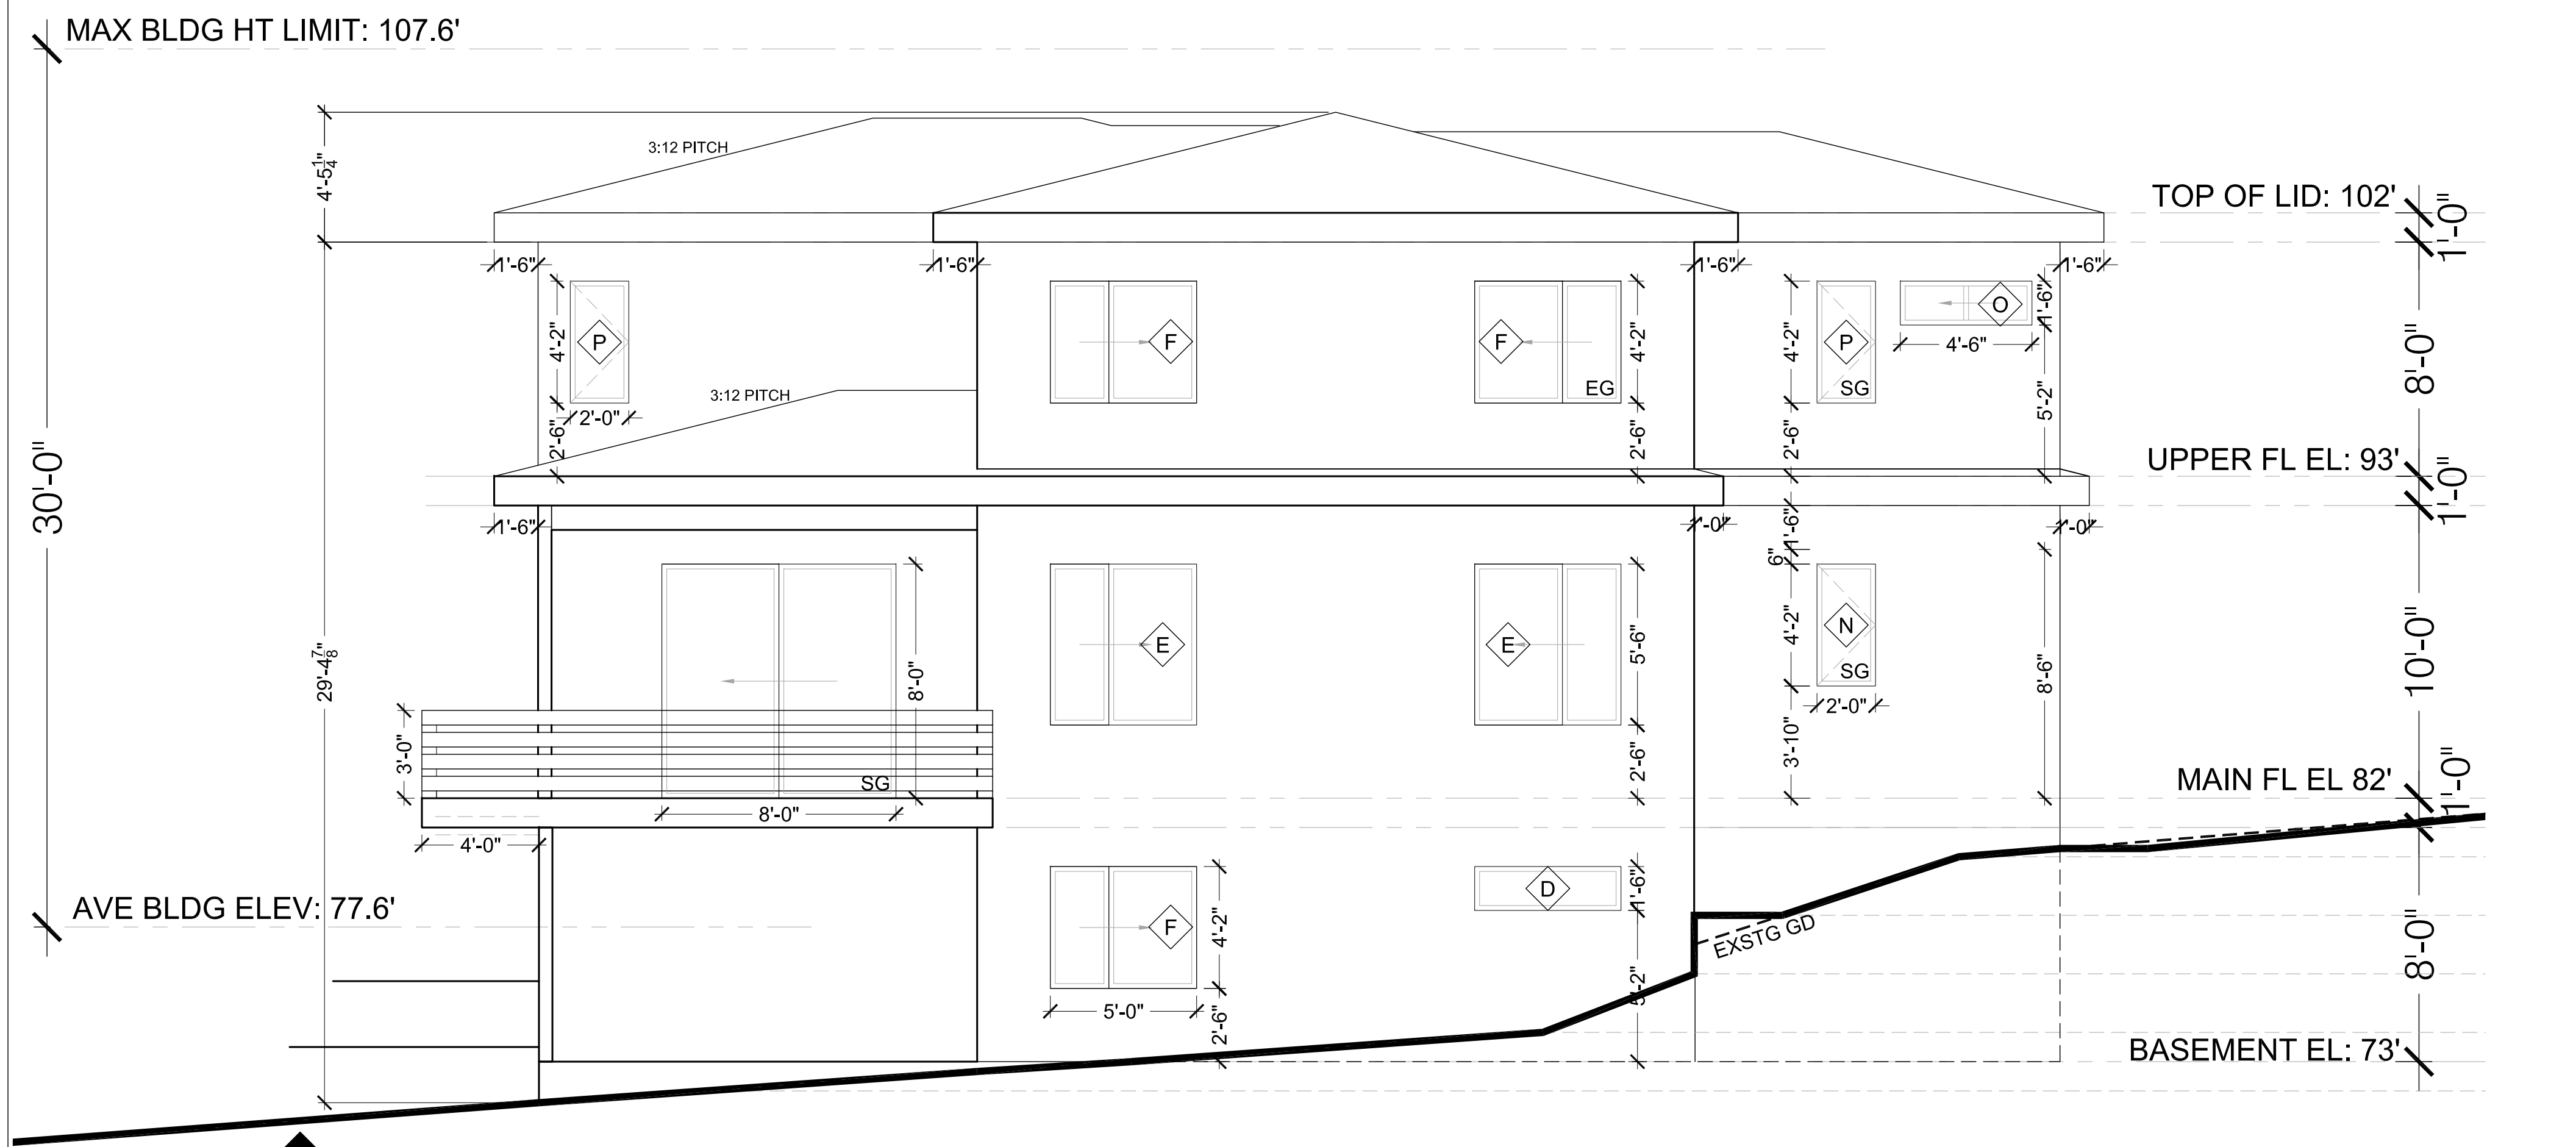 MAX BLDG HT LIMIT: 107.6'
3:12 PITCH
4'-5 1/4"
TOP OF LID: 102'
1'-0"
1'-6"
1'-6"
1'-6"
1'-6"
P
4'-2"
2'-0"
2'-6"
F
F
EG
4'-2"
2'-6"
P
SG
4'-2"
2'-6"
O
4'-6"
1'-6"
5'-2"
8'-0"
3:12 PITCH
30'-0"
UPPER FL EL: 93'
1'-0"
1'-6"
1'-0"
1'-0"
1'-6"
6"
29'-4 7/8"
8'-0"
E
E
5'-6"
2'-6"
N
SG
4'-2"
2'-0"
3'-10"
8'-6"
10'-0"
3'-0"
SG
8'-0"
4'-0"
MAIN FL EL 82'
1'-0"
AVE BLDG ELEV: 77.6'
F
4'-2"
5'-0"
2'-6"
D
1'-6"
5'-2"
EXSTG GD
8'-0"
BASEMENT EL: 73'